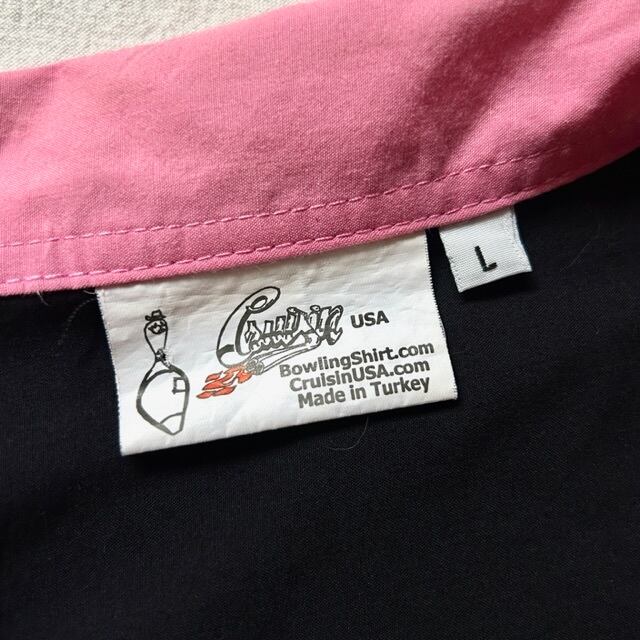 Cruisin USA
BowlingShirt.com
CruisinUSA.com
Made in Turkey
L